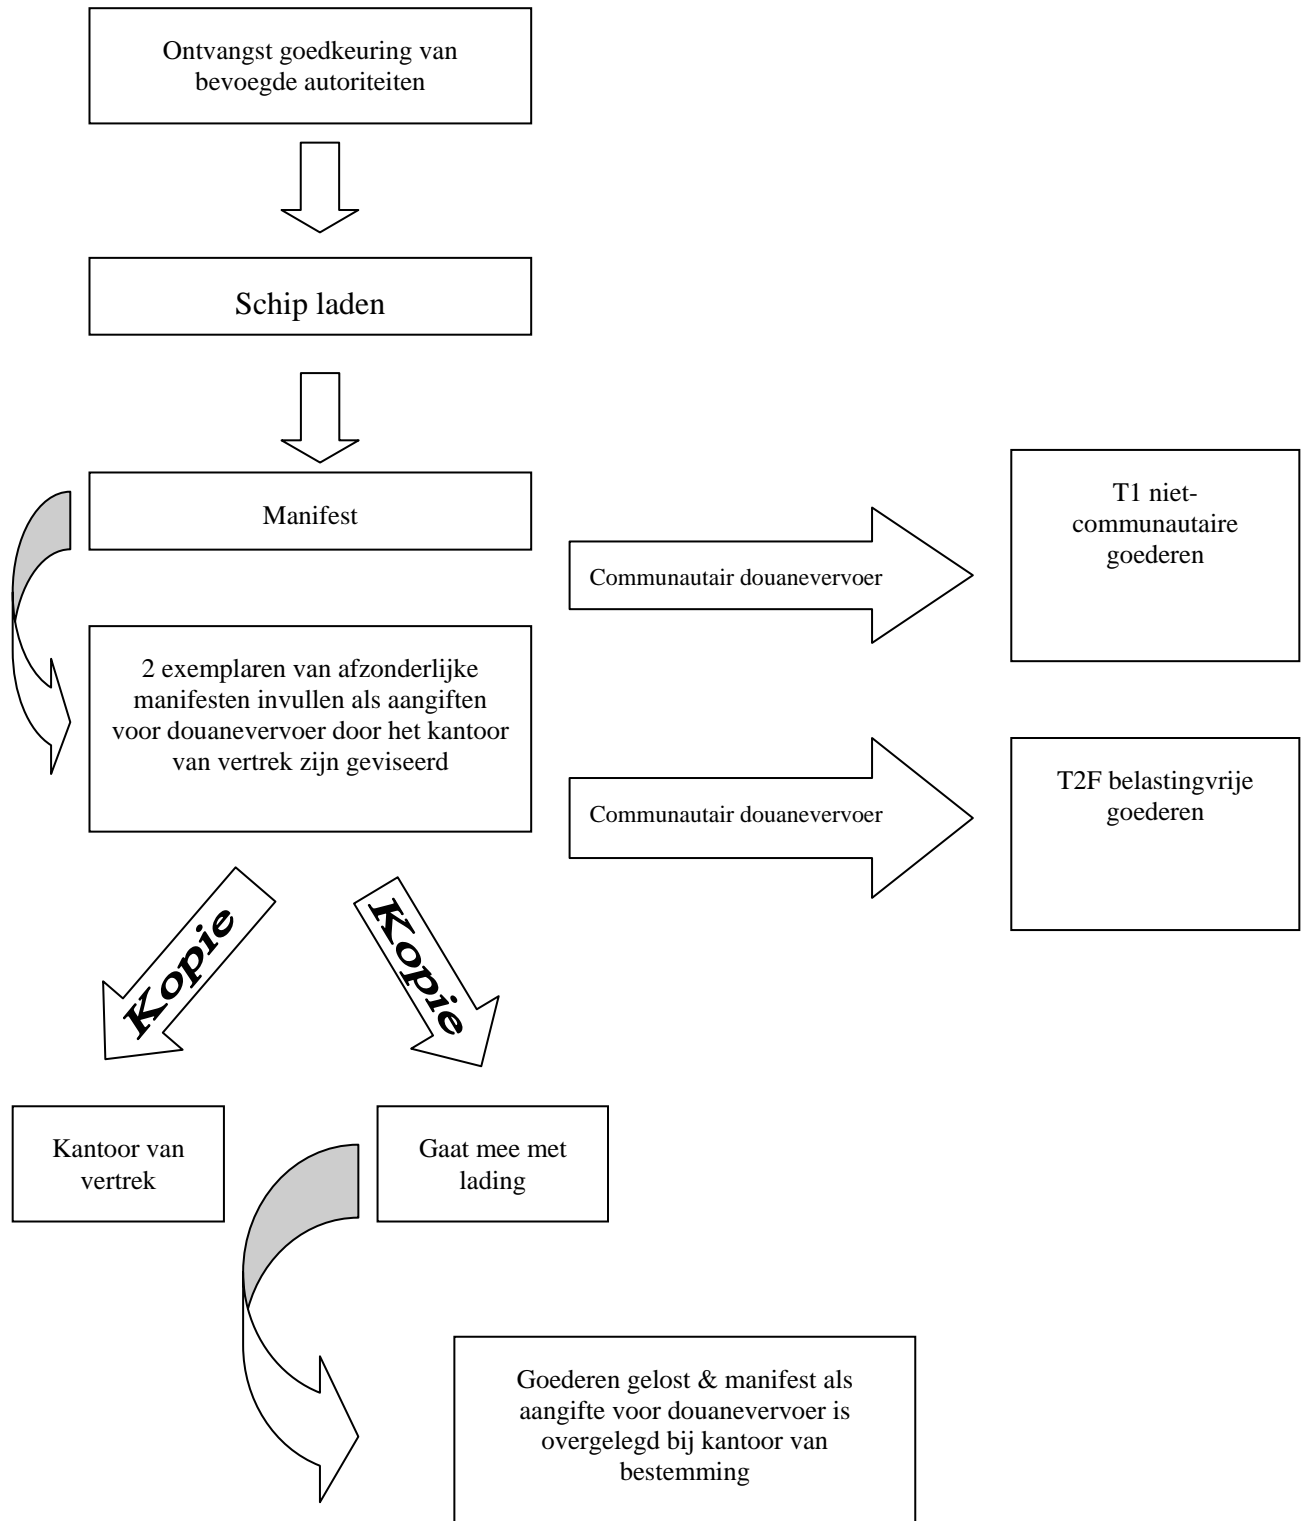 Ontvangst goedkeuring van
bevoegde autoriteiten
Schip laden
Manifest
Communautair douanevervoer
T1 niet-
communautaire
goederen
2 exemplaren van afzonderlijke
manifesten invullen als aangiften
voor douanevervoer door het kantoor
van vertrek zijn geviseerd
Communautair douanevervoer
T2F belastingvrije
goederen
Kopie
Kopie
Kantoor van
vertrek
Gaat mee met
lading
Goederen gelost & manifest als
aangifte voor douanevervoer is
overgelegd bij kantoor van
bestemming